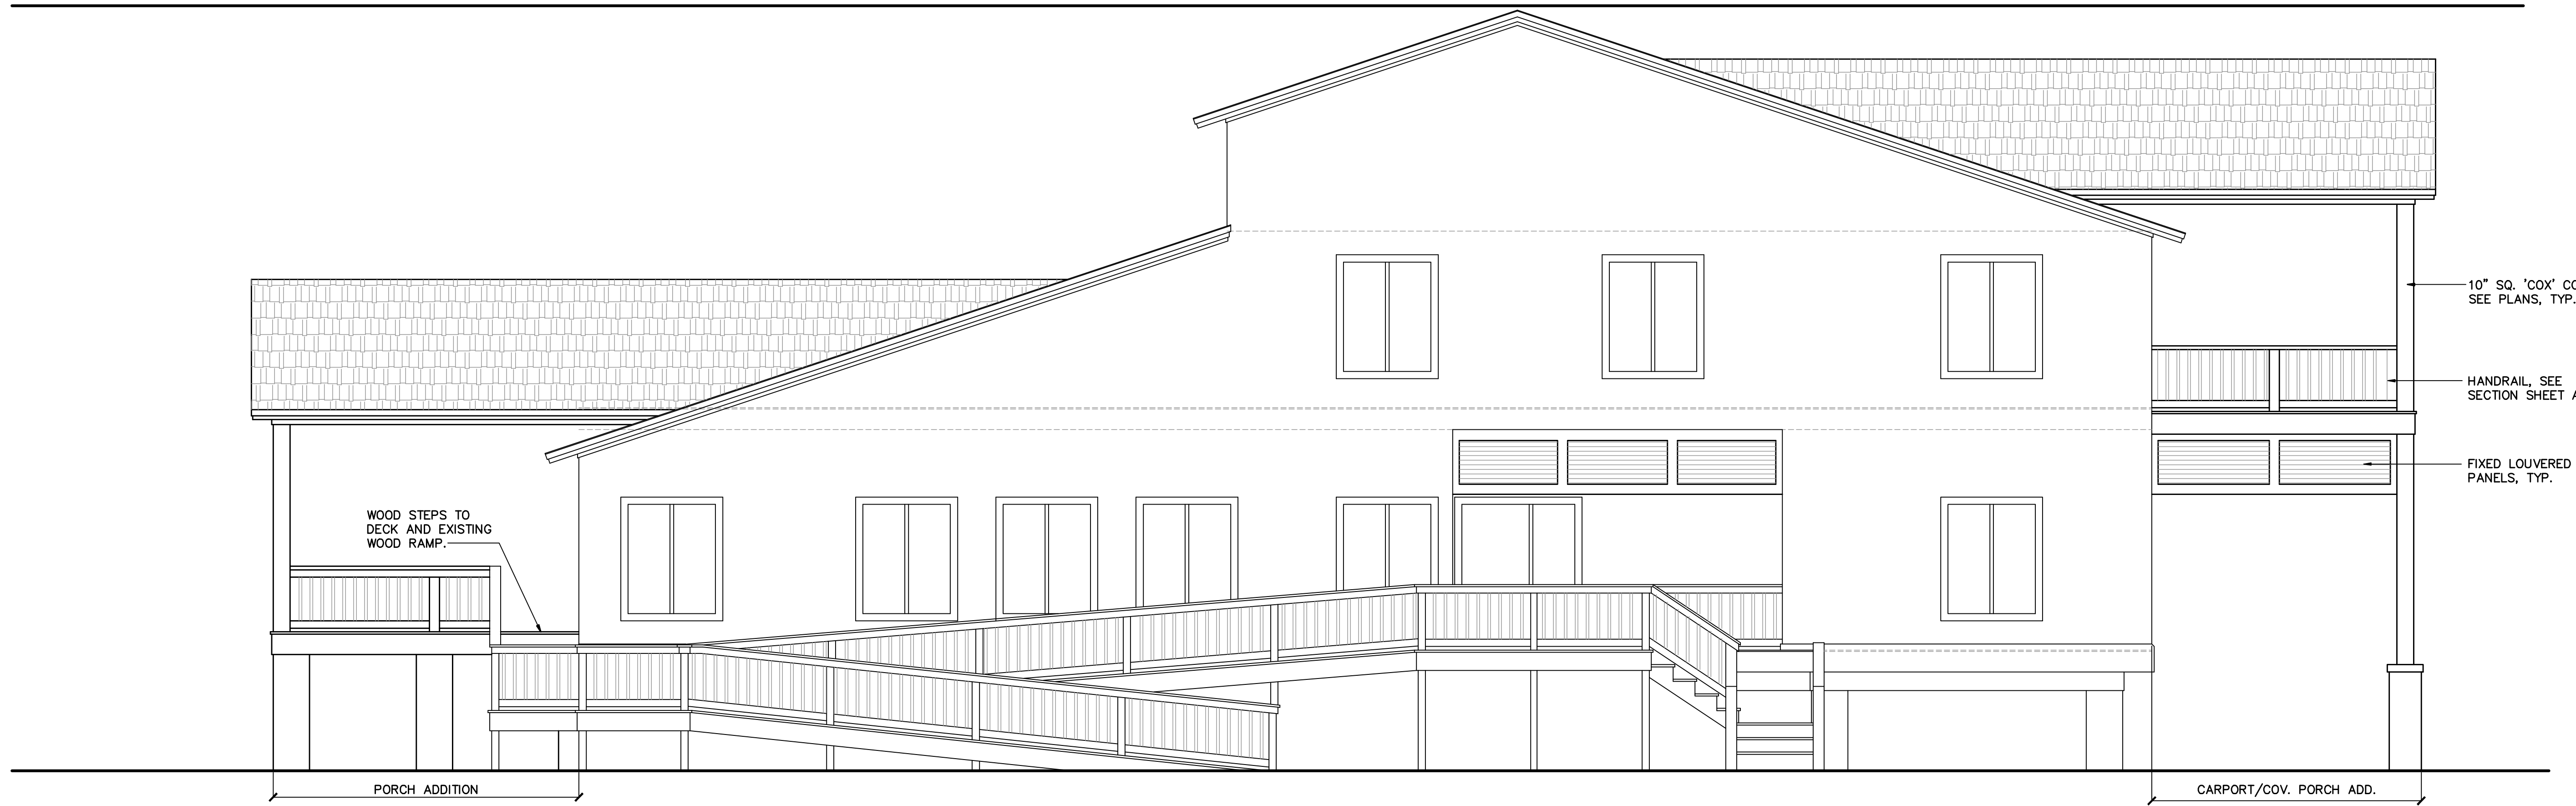 10" SQ. 'COX'
SEE PLANS, TYP.
HANDRAIL, SEE
SECTION SHEET
FIXED LOUVERED
PANELS, TYP.
WOOD STEPS TO
DECK AND EXISTING
WOOD RAMP.
PORCH ADDITION
CARPORT/COV. PORCH ADD.